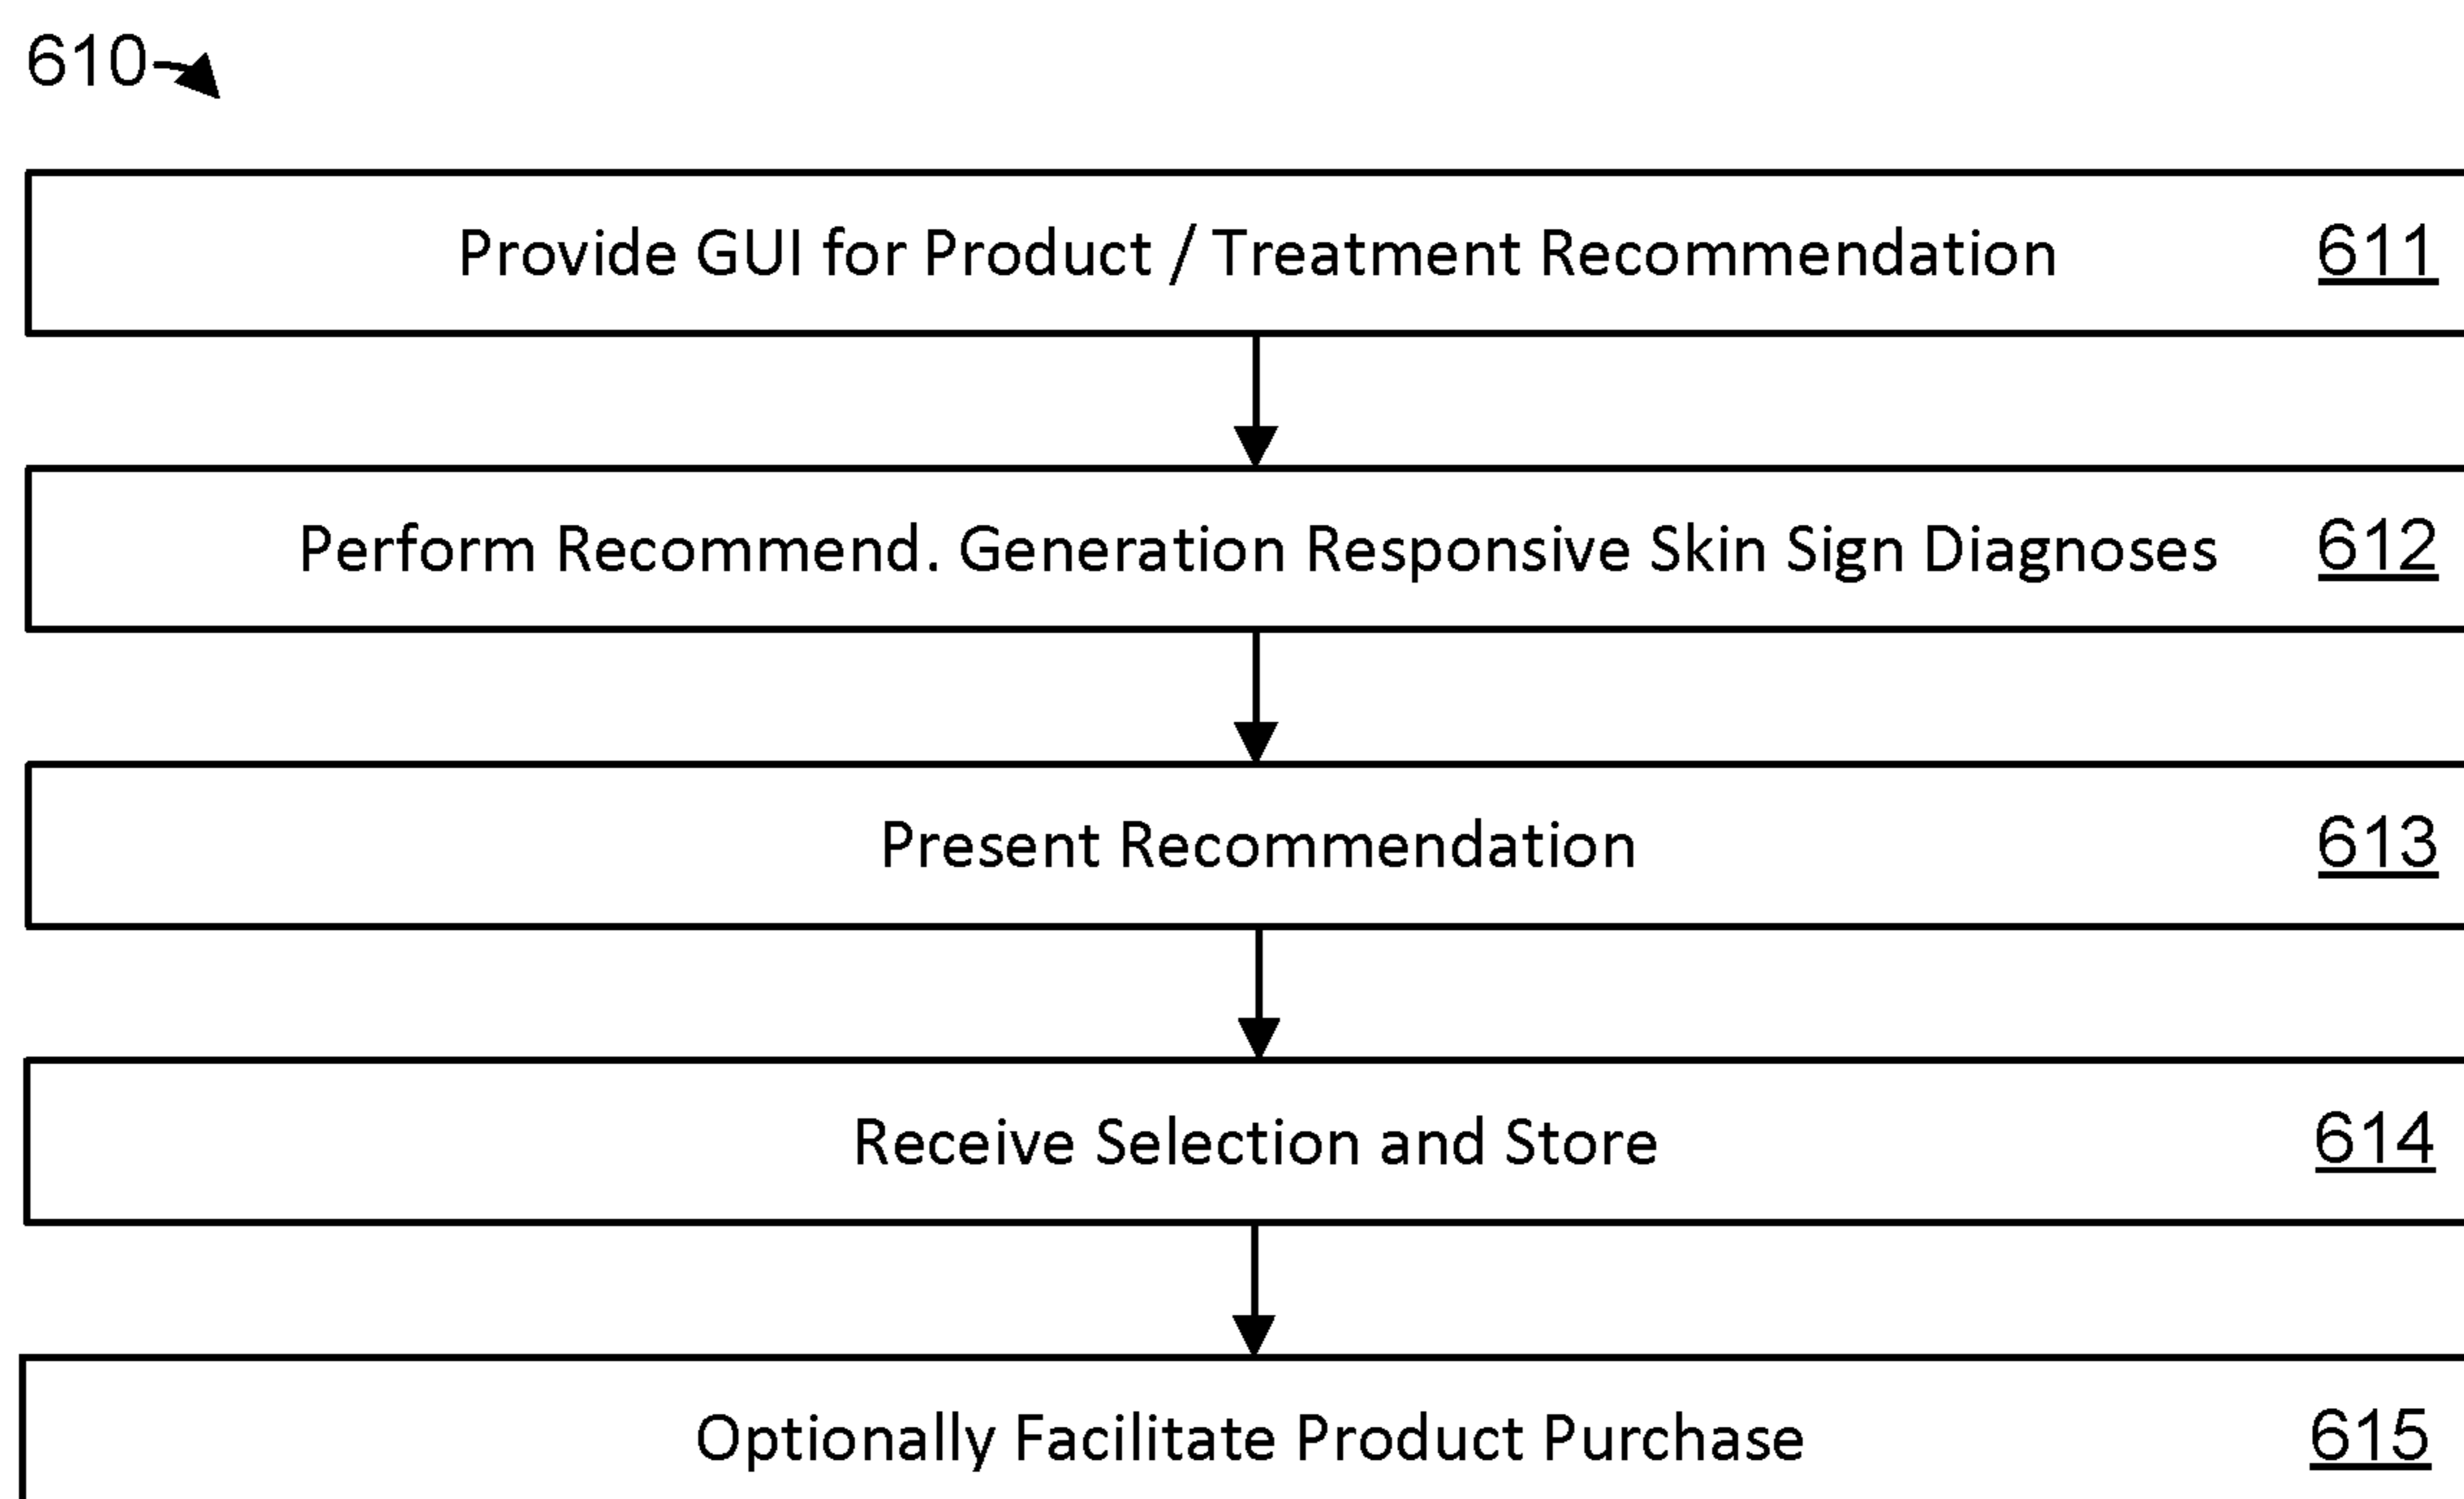 610
Provide GUI for Product / Treatment Recommendation 611
Perform Recommend. Generation Responsive Skin Sign Diagnoses 612
Present Recommendation 613
Receive Selection and Store 614
Optionally Facilitate Product Purchase 615